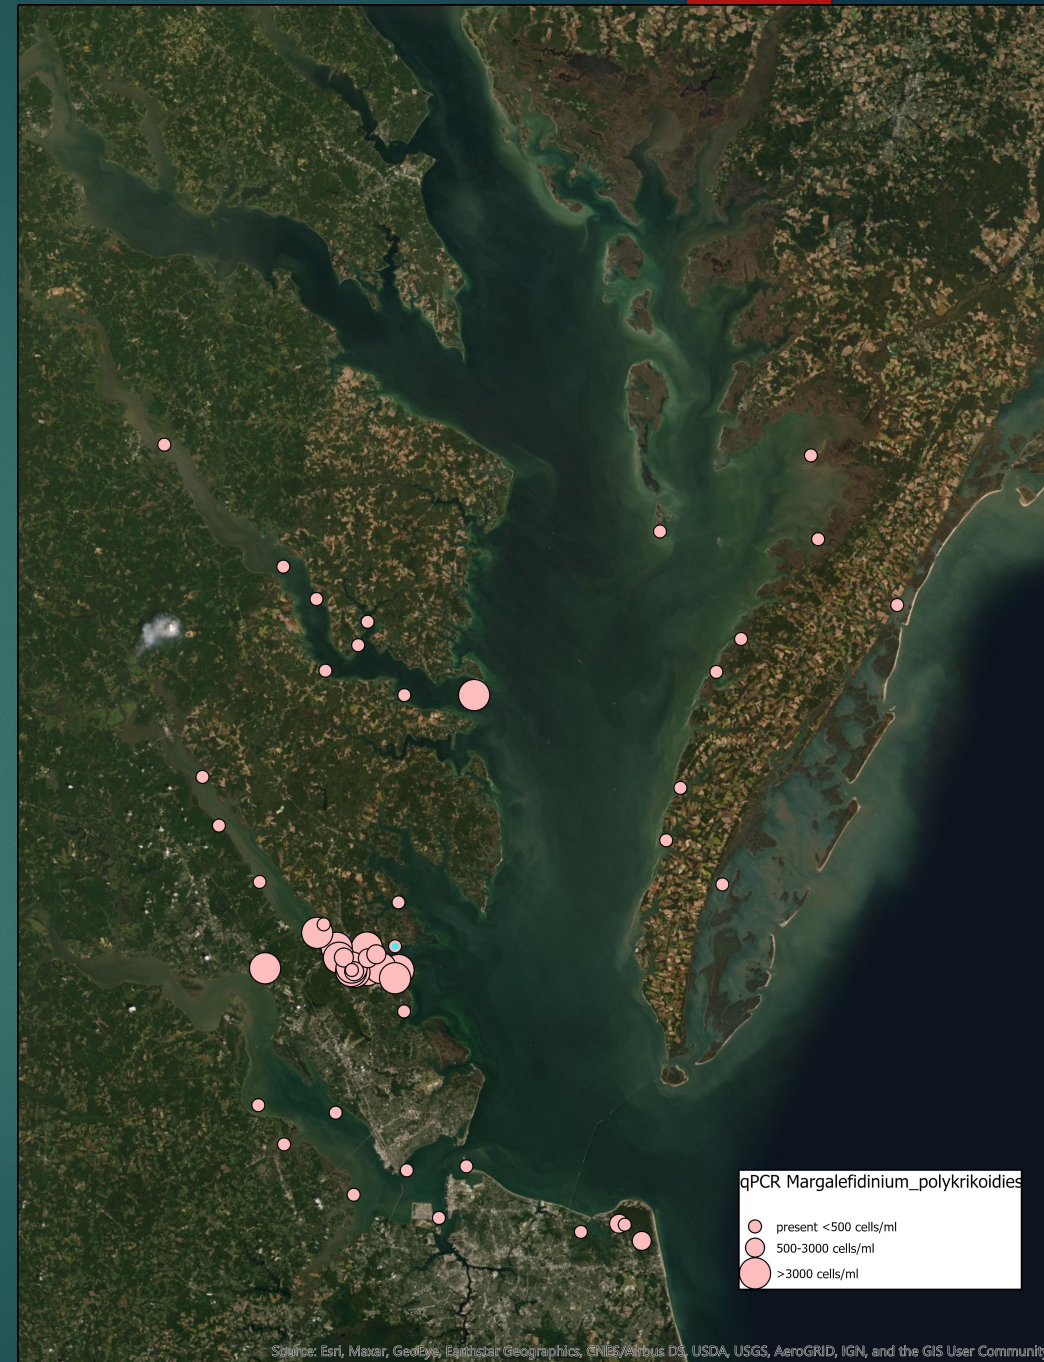 qPCR Margalefidinium_polykrikoidies
present <500 cells/ml
500-3000 cells/ml
>3000 cells/ml
Source: Esri, Maxar, GeoEye, Earthstar Geographics, CNES/Airbus DS, USDA, USGS, AeroGRID, IGN, and the GIS User Community